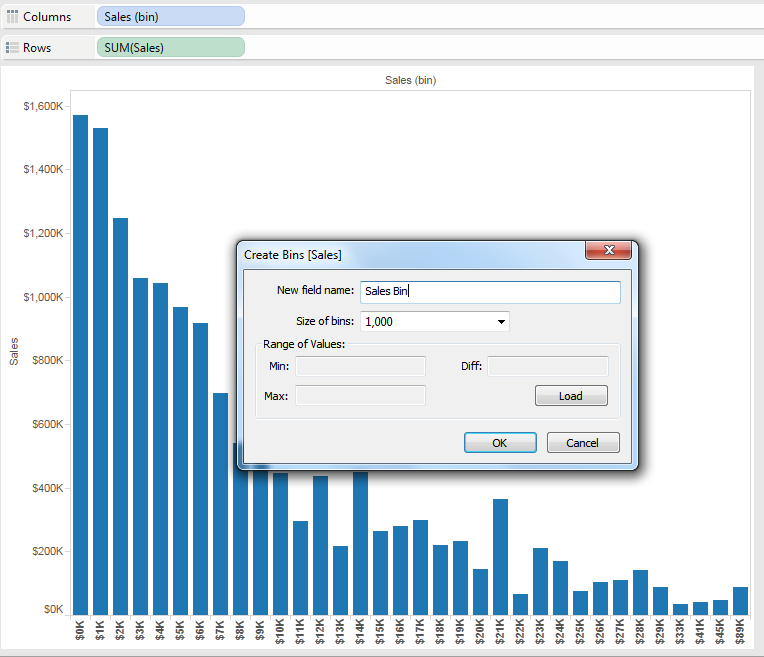 Columns Sales (bin)
Rows SUM(Sales)
Sales (bin)
$1,600K
$1,400K
$1,200K
$1,000K
$800K
$600K
$400K
$200K
$0K
Sales
Create Bins [Sales]
New field name: Sales Bin
Size of bins: 1,000
Range of Values:
Min: Diff:
Max: Load
OK Cancel
$0K $1K $2K $3K $4K $5K $6K $7K $8K $9K $10K $11K $12K $13K $14K $15K $16K $17K $18K $19K $20K $21K $22K $23K $24K $25K $26K $27K $28K $29K $33K $41K $45K $89K